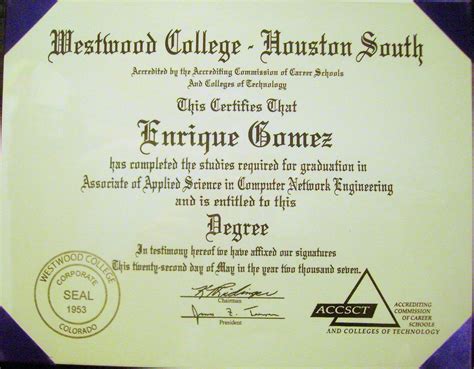 Westwood College - Houston South
Accredited by the Accrediting Commission of Career Schools
And Colleges of Technology
This Certifies That
Enrique Gomez
has completed the studies required for graduation in
Associate of Applied Science in Computer Network Engineering
and is entitled to this
Degree
In testimony hereof we have affixed our signatures
This twenty-second day of May in the year two thousand seven.
Chairman
President
WESTWOOD COLLEGE
CORPORATE
SEAL
1953
COLORADO
ACCSCT
ACCREDITING
COMMISSION
OF CAREER
SCHOOLS
AND COLLEGES OF TECHNOLOGY